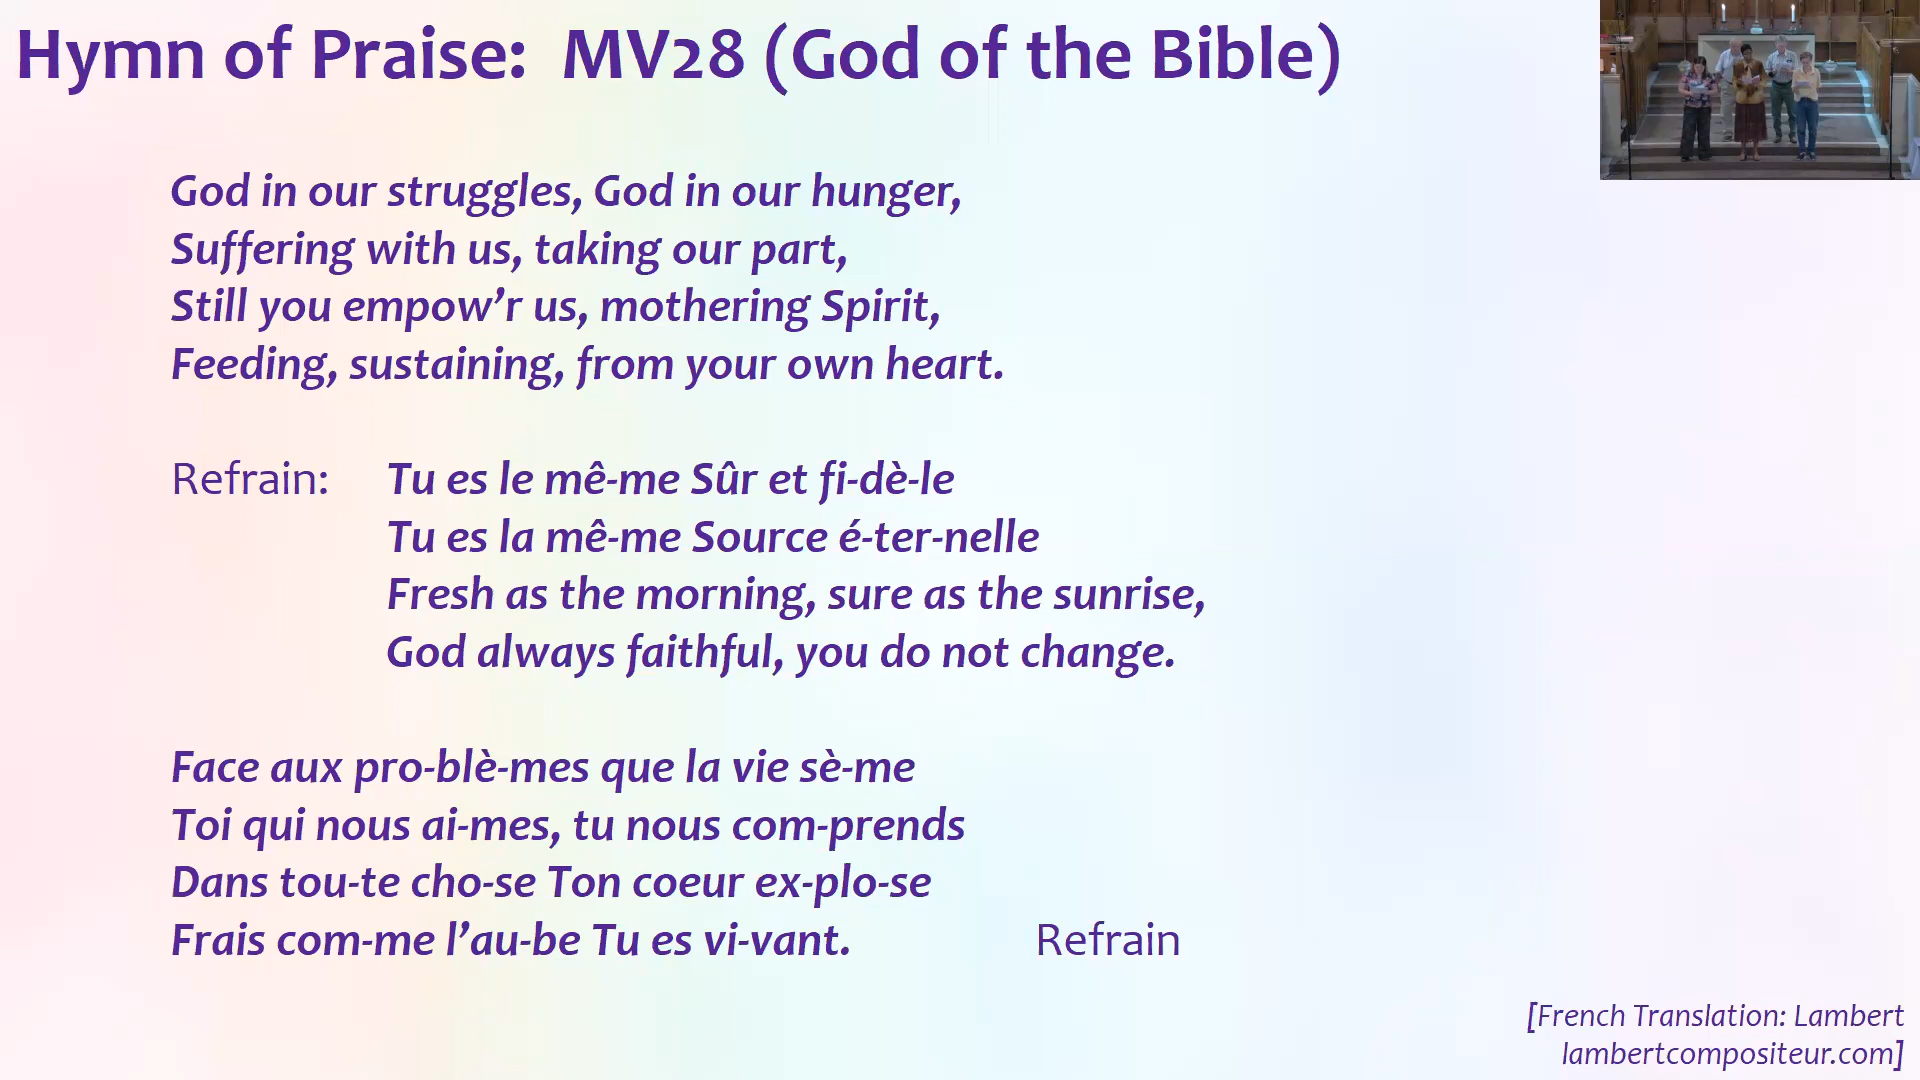 Hymn of Praise: MV28 (God of the Bible)
God in our struggles, God in our hunger,
Suffering with us, taking our part,
Still you empow’r us, mothering Spirit,
Feeding, sustaining, from your own heart.
Refrain: Tu es le mê-me Sûr et fi-dè-le
Tu es la mê-me Source é-ter-nelle
Fresh as the morning, sure as the sunrise,
God always faithful, you do not change.
Face aux pro-blè-mes que la vie sè-me
Toi qui nous ai-mes, tu nous com-prends
Dans tou-te cho-se Ton coeur ex-plo-se
Frais com-me l’au-be Tu es vi-vant. Refrain
[French Translation: Lambert
lambertcompositeur.com]